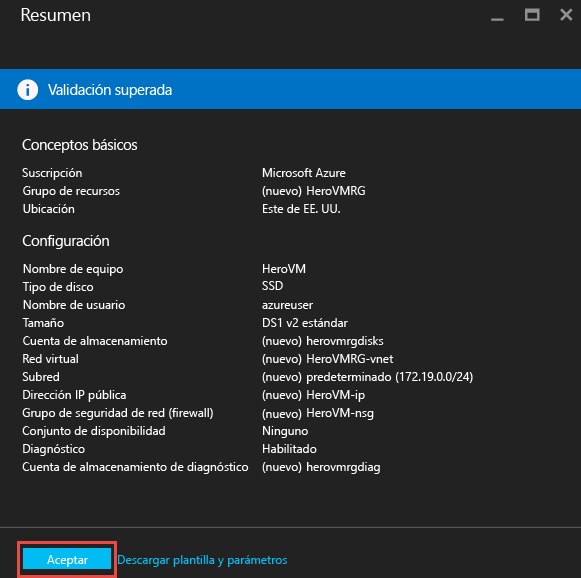 Resumen
Validación superada
Conceptos básicos
Suscripción Microsoft Azure
Grupo de recursos (nuevo) HeroVMRG
Ubicación Este de EE. UU.
Configuración
Nombre de equipo HeroVM
Tipo de disco SSD
Nombre de usuario azureuser
Tamaño DS1 v2 estándar
Cuenta de almacenamiento (nuevo) herovmrgdisks
Red virtual (nuevo) HeroVMRG-vnet
Subred (nuevo) predeterminado (172.19.0.0/24)
Dirección IP pública (nuevo) HeroVM-ip
Grupo de seguridad de red (firewall) (nuevo) HeroVM-nsg
Conjunto de disponibilidad Ninguno
Diagnóstico Habilitado
Cuenta de almacenamiento de diagnóstico (nuevo) herovmrgdiag
Aceptar Descargar plantilla y parámetros